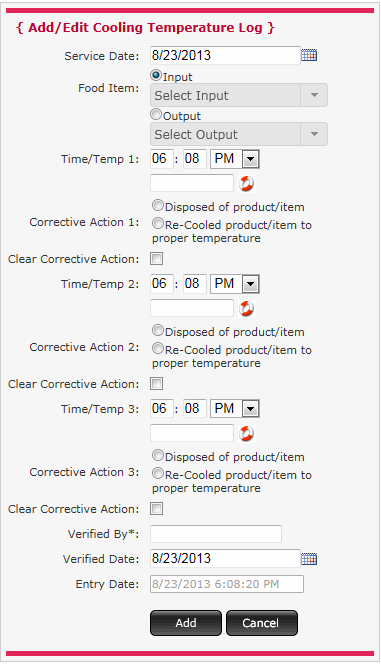 { Add/Edit Cooling Temperature Log }
Service Date: 8/23/2013
Food Item: Input
Select Input
Output
Select Output
Time/Temp 1: 06 : 08 PM
Corrective Action 1: Disposed of product/item
Re-Cooled product/item to
proper temperature
Clear Corrective Action:
Time/Temp 2: 06 : 08 PM
Corrective Action 2: Disposed of product/item
Re-Cooled product/item to
proper temperature
Clear Corrective Action:
Time/Temp 3: 06 : 08 PM
Corrective Action 3: Disposed of product/item
Re-Cooled product/item to
proper temperature
Clear Corrective Action:
Verified By*:
Verified Date: 8/23/2013
Entry Date: 8/23/2013 6:08:20 PM
Add Cancel